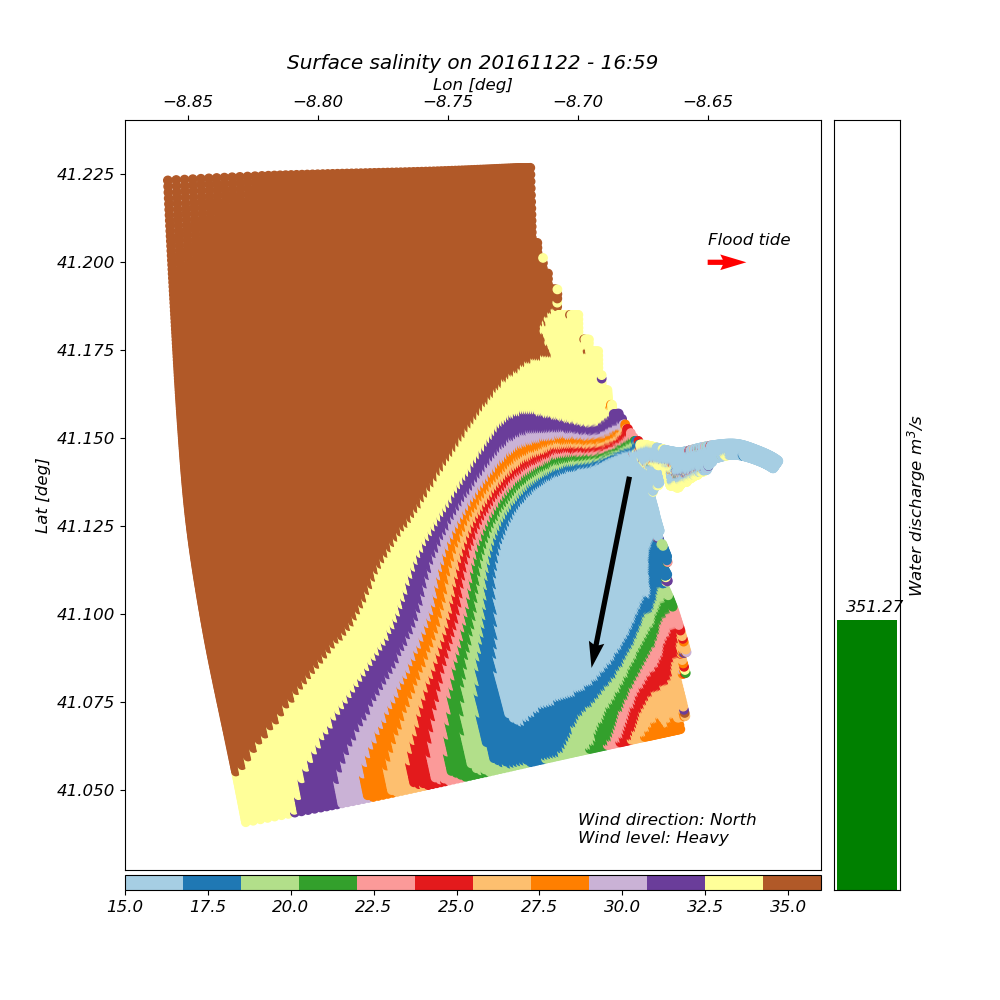 Surface salinity on 20161122 - 16:59
Lon [deg]
−8.85 −8.80 −8.75 −8.70 −8.65
41.225
41.200
41.175
41.150
41.125
41.100
41.075
41.050
Lat [deg]
Flood tide
Wind direction: North
Wind level: Heavy
351.27
Water discharge m³/s
15.0 17.5 20.0 22.5 25.0 27.5 30.0 32.5 35.0